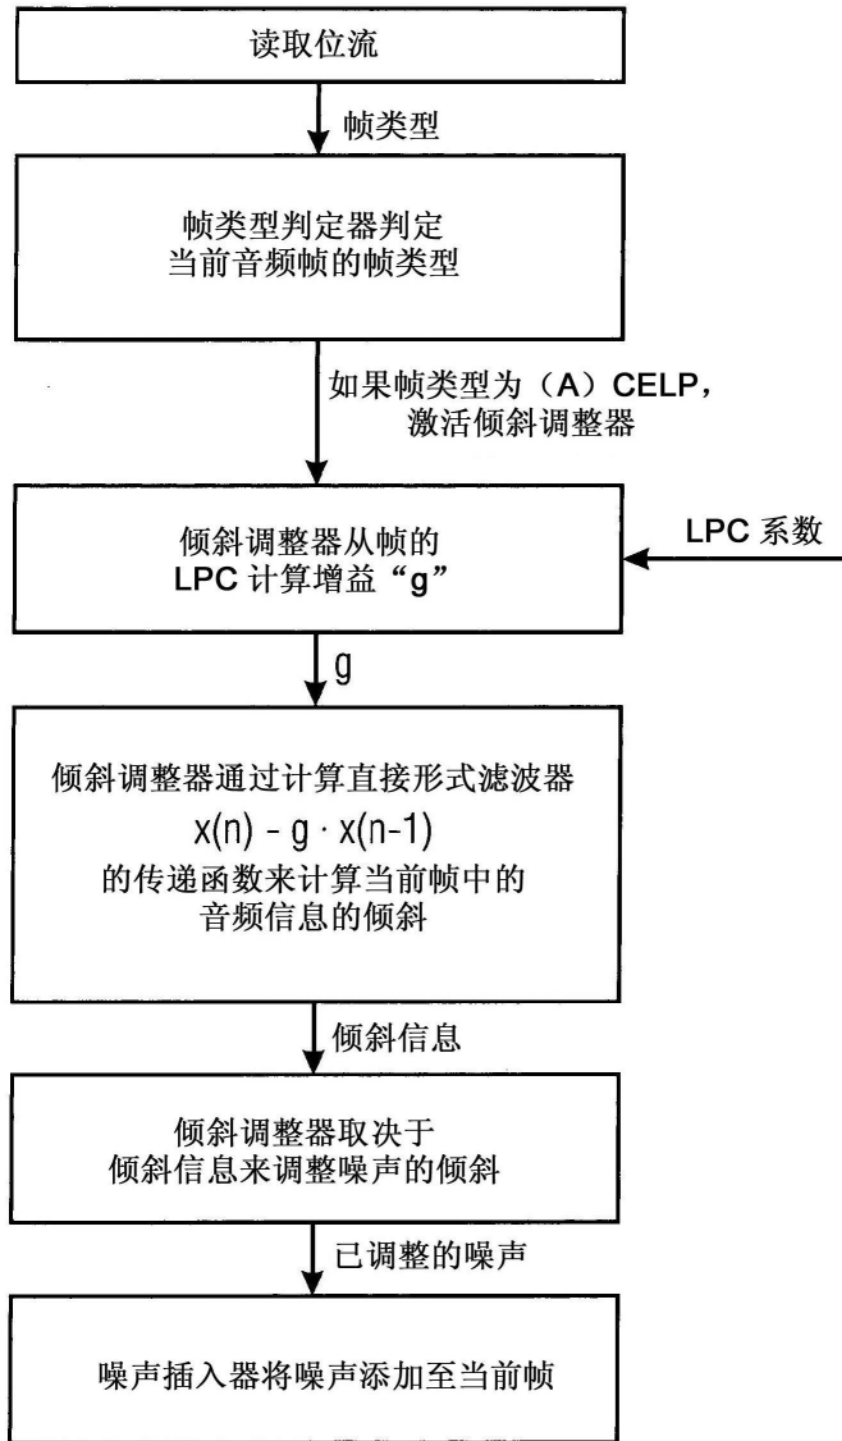 读取位流
帧类型
帧类型判定器判定
当前音频帧的帧类型
如果帧类型为（A）CELP，
激活倾斜调整器
LPC 系数
倾斜调整器从帧的
LPC 计算增益“g”
g
倾斜调整器通过计算直接形式滤波器
x(n) - g · x(n-1)
的传递函数来计算当前帧中的
音频信息的倾斜
倾斜信息
倾斜调整器取决于
倾斜信息来调整噪声的倾斜
已调整的噪声
噪声插入器将噪声添加至当前帧